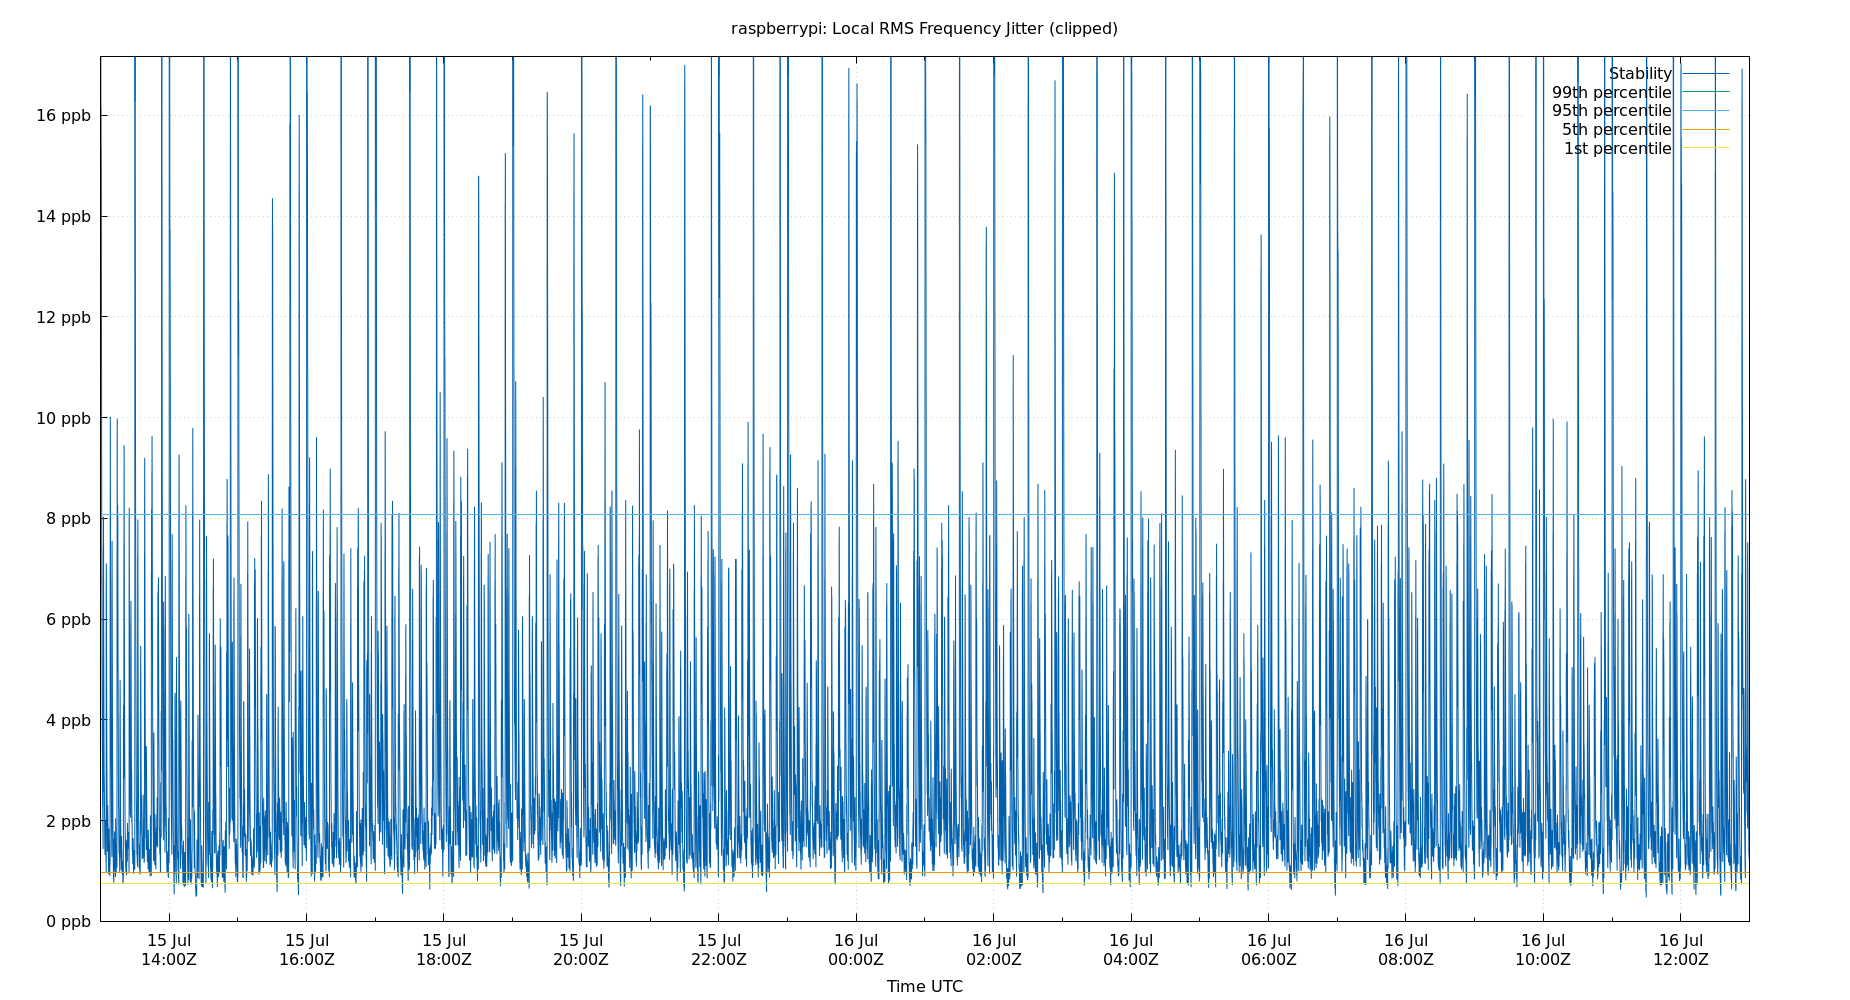 raspberrypi: Local RMS Frequency Jitter (clipped)
Stability
99th percentile
95th percentile
5th percentile
1st percentile
16 ppb
14 ppb
12 ppb
10 ppb
8 ppb
6 ppb
4 ppb
2 ppb
0 ppb
15 Jul 15 Jul 15 Jul 15 Jul 15 Jul 16 Jul 16 Jul 16 Jul 16 Jul 16 Jul 16 Jul 16 Jul
14:00Z 16:00Z 18:00Z 20:00Z 22:00Z 00:00Z 02:00Z 04:00Z 06:00Z 08:00Z 10:00Z 12:00Z
Time UTC